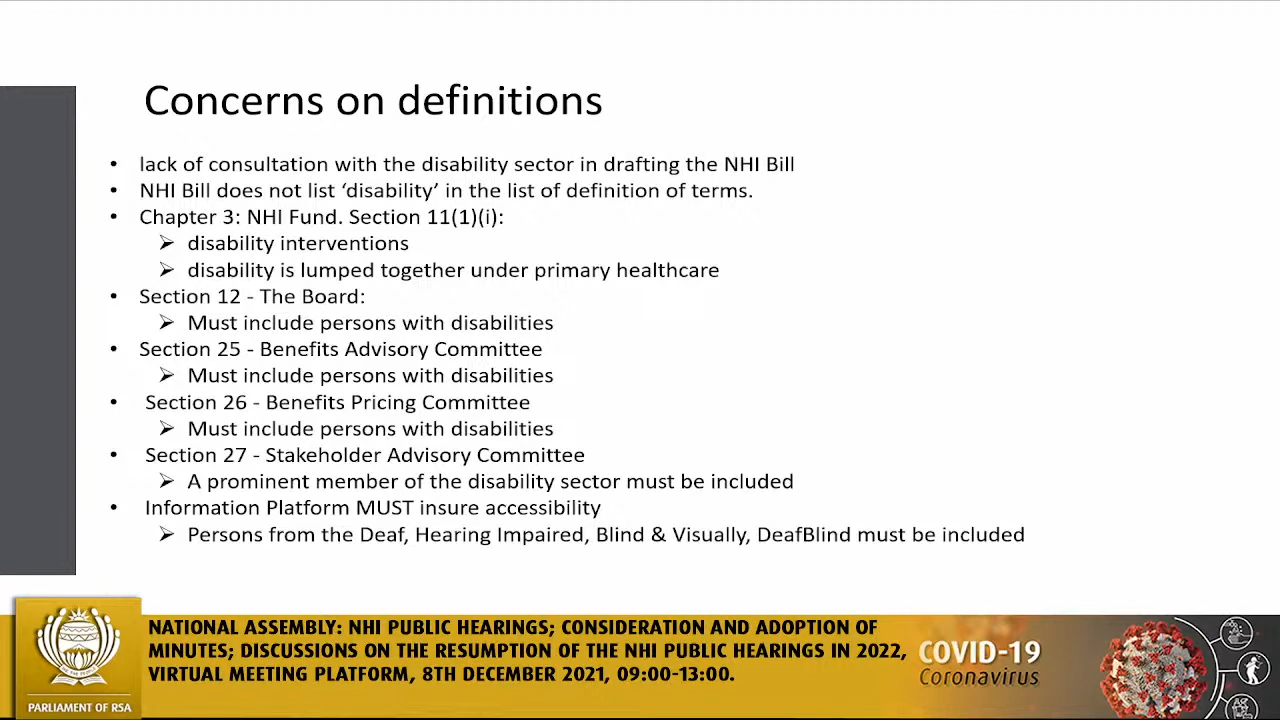 Concerns on definitions
• lack of consultation with the disability sector in drafting the NHI Bill
• NHI Bill does not list ‘disability’ in the list of definition of terms.
• Chapter 3: NHI Fund. Section 11(1)(i):
➢ disability interventions
➢ disability is lumped together under primary healthcare
• Section 12 - The Board:
➢ Must include persons with disabilities
• Section 25 - Benefits Advisory Committee
➢ Must include persons with disabilities
• Section 26 - Benefits Pricing Committee
➢ Must include persons with disabilities
• Section 27 - Stakeholder Advisory Committee
➢ A prominent member of the disability sector must be included
• Information Platform MUST insure accessibility
➢ Persons from the Deaf, Hearing Impaired, Blind & Visually, DeafBlind must be included
NATIONAL ASSEMBLY: NHI PUBLIC HEARINGS; CONSIDERATION AND ADOPTION OF
MINUTES; DISCUSSIONS ON THE RESUMPTION OF THE NHI PUBLIC HEARINGS IN 2022,
VIRTUAL MEETING PLATFORM, 8TH DECEMBER 2021, 09:00-13:00.
PARLIAMENT OF RSA
COVID-19
Coronavirus